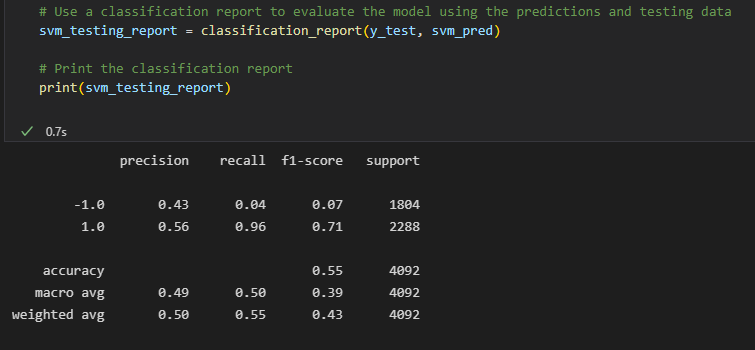 # Use a classification report to evaluate the model using the predictions and testing data
svm_testing_report = classification_report(y_test, svm_pred)
# Print the classification report
print(svm_testing_report)
✓ 0.7s
precision recall f1-score support
-1.0 0.43 0.04 0.07 1804
1.0 0.56 0.96 0.71 2288
accuracy 0.55 4092
macro avg 0.49 0.50 0.39 4092
weighted avg 0.50 0.55 0.43 4092